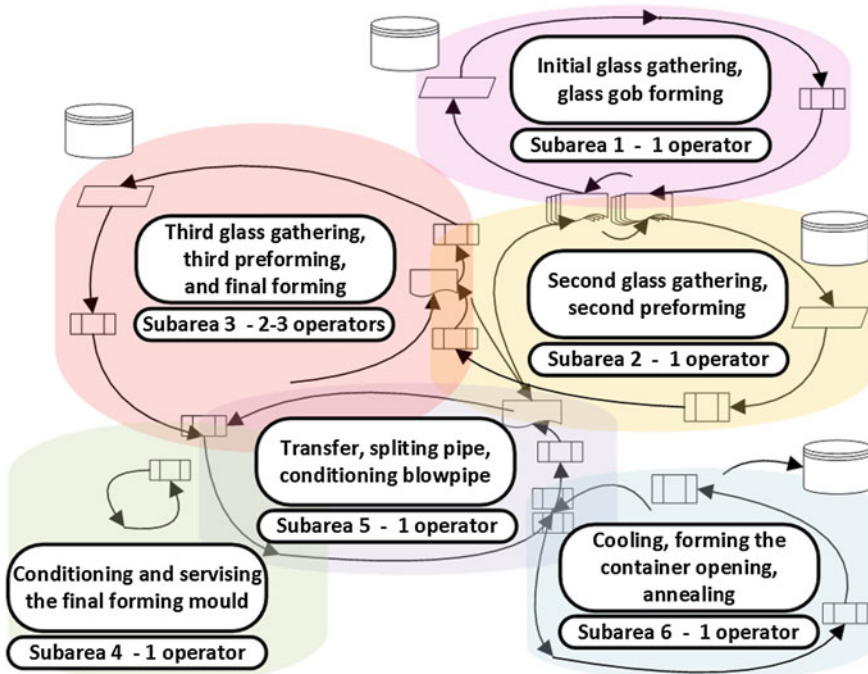 Initial glass gathering,
glass gob forming
Subarea 1 - 1 operator
Third glass gathering,
third preforming,
and final forming
Subarea 3 - 2-3 operators
Second glass gathering,
second preforming
Subarea 2 - 1 operator
Transfer, spliting pipe,
conditioning blowpipe
Subarea 5 - 1 operator
Conditioning and servising
the final forming mould
Subarea 4 - 1 operator
Cooling, forming the
container opening,
annealing
Subarea 6 - 1 operator